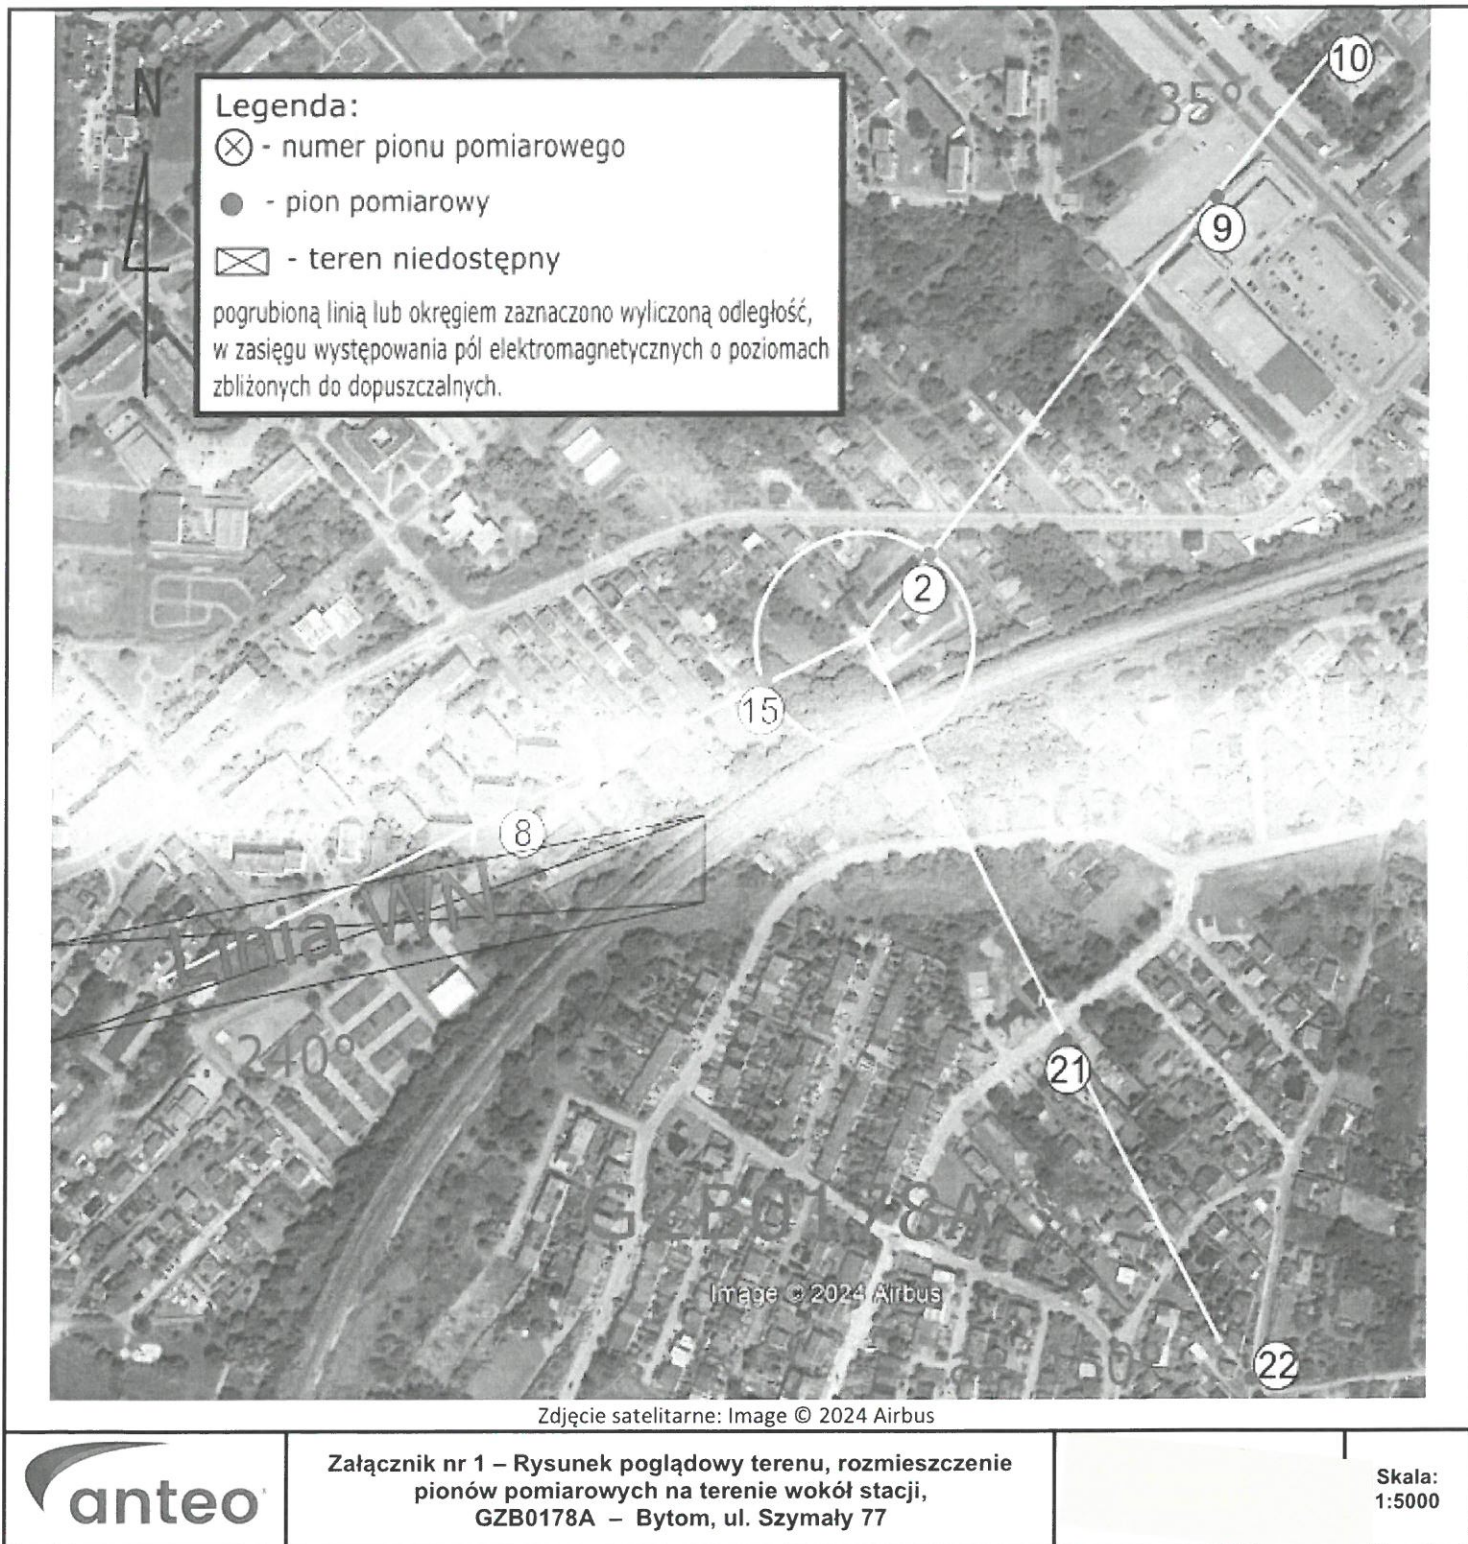 N
Legenda:
- numer pionu pomiarowego
- pion pomiarowy
- teren niedostępny
pogrubioną linią lub okręgiem zaznaczono wyliczoną odległość,
w zasięgu występowania pól elektromagnetycznych o poziomach
zbliżonych do dopuszczalnych.
10
35°
9
2
15
8
Linia WN
240°
21
GZB0178A
Image © 2024 Airbus
22
Zdjęcie satelitarne: Image © 2024 Airbus
anteo
Załącznik nr 1 – Rysunek poglądowy terenu, rozmieszczenie
pionów pomiarowych na terenie wokół stacji,
GZB0178A – Bytom, ul. Szymały 77
Skala:
1:5000